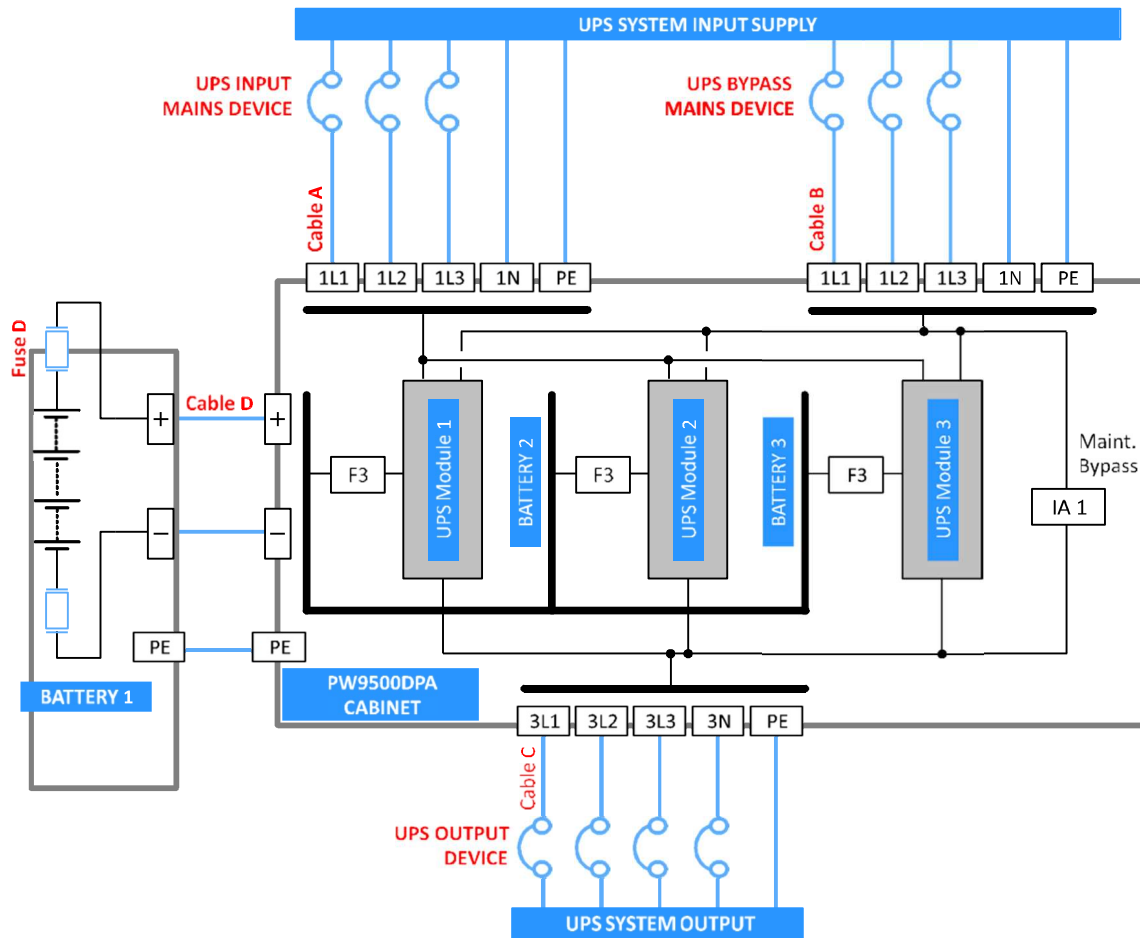 UPS SYSTEM INPUT SUPPLY
UPS INPUT
MAINS DEVICE
UPS BYPASS
MAINS DEVICE
Cable A
Cable B
1L1 1L2 1L3 1N PE
1L1 1L2 1L3 1N PE
Fuse D
+
Cable D
+
F3
UPS Module 1
BATTERY 2
F3
UPS Module 2
BATTERY 3
F3
UPS Module 3
Maint.
Bypass
IA 1
−
−
PE
PE
BATTERY 1
PW9500DPA
CABINET
3L1 3L2 3L3 3N PE
Cable C
UPS OUTPUT
DEVICE
UPS SYSTEM OUTPUT